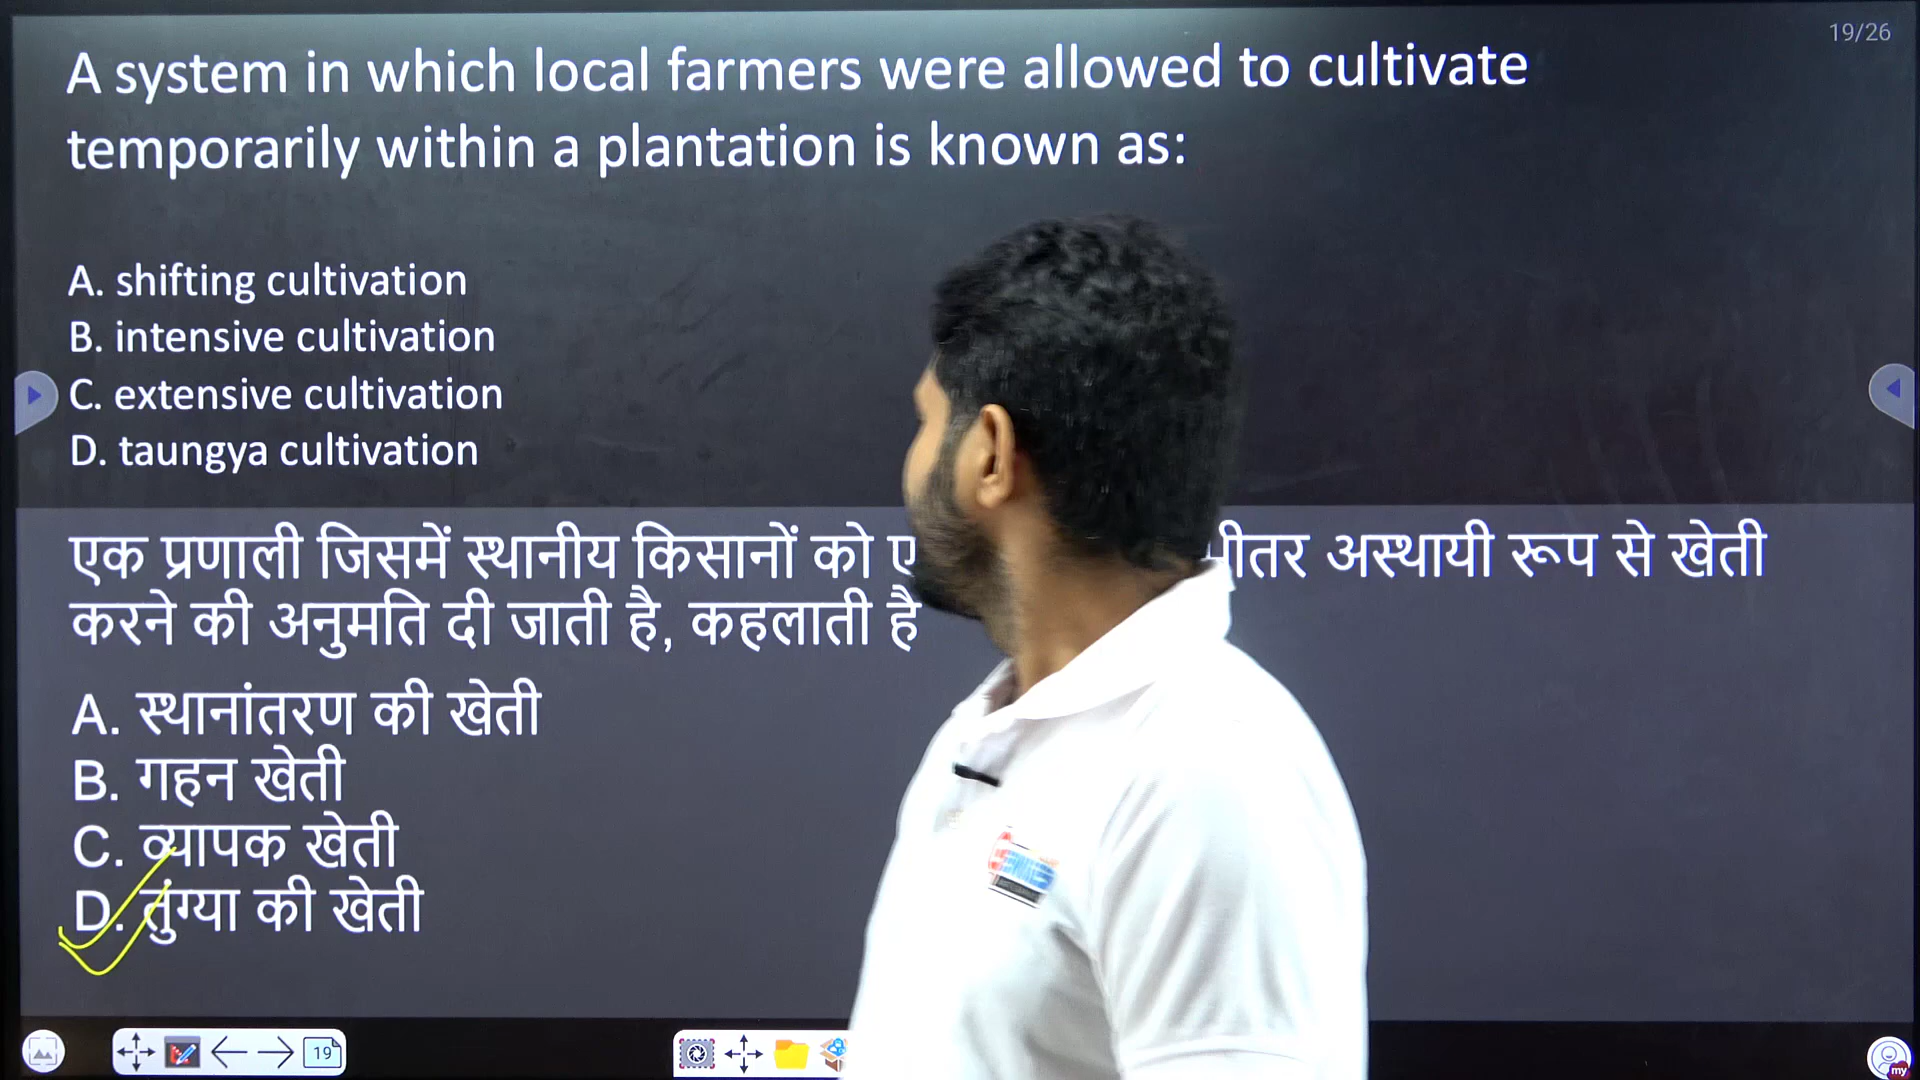 19/26
A system in which local farmers were allowed to cultivate
temporarily within a plantation is known as:
A. shifting cultivation
B. intensive cultivation
C. extensive cultivation
D. taungya cultivation
एक प्रणाली जिसमें स्थानीय किसानों को अस्थायी रूप से खेती
करने की अनुमति दी जाती है, कहलाती है
A. स्थानांतरण की खेती
B. गहन खेती
C. व्यापक खेती
D. तुंग्या की खेती
19
my